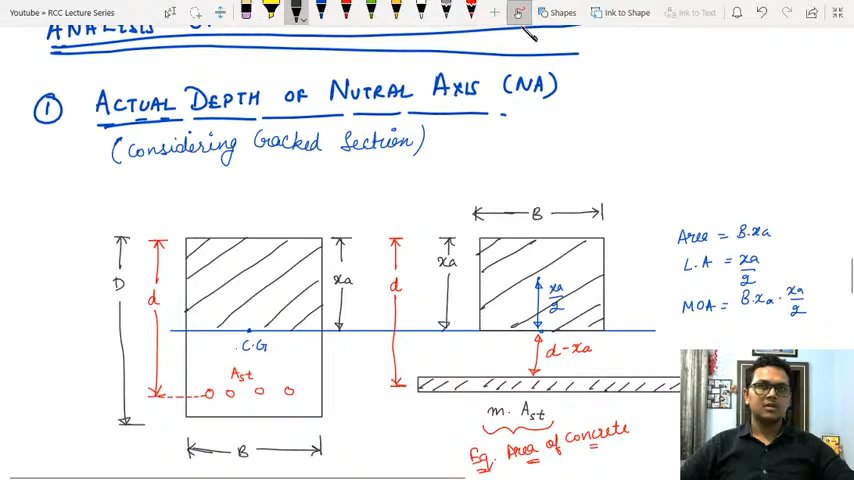 Youtube » RCC Lecture Series
Shapes
Ink to Shape
Ink to Text
ANALYSIS OF
① ACTUAL DEPTH OF NUTRAL AXIS (NA)
(Considering Cracked Section)
B
D
d
xa
d
xa
xa/2
Area = B.xa
L.A = xa/2
MOA = B.xa . xa/2
.C.G
d-xa
Ast
m. Ast
B
Eq. Area of Concrete